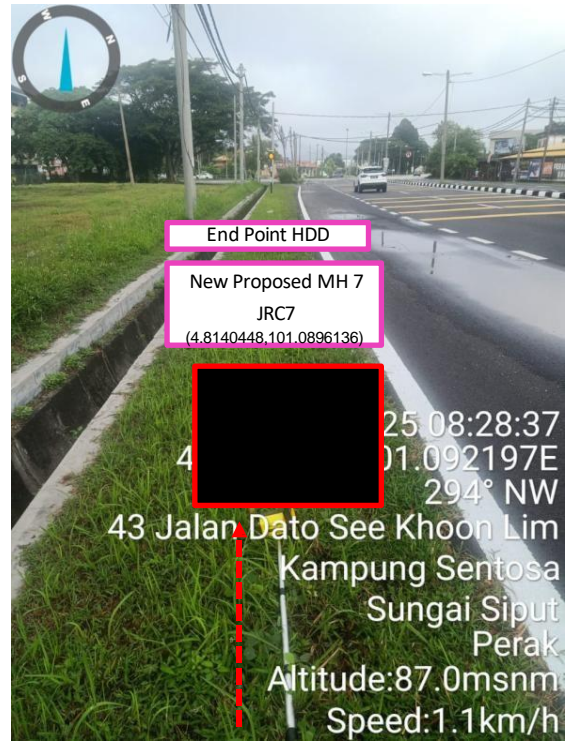 N
W
S
E
End Point HDD
New Proposed MH 7
JRC7
(4.8140448,101.0896136)
25 08:28:37
4 01.092197E
294° NW
43 Jalan Dato See Khoon Lim
Kampung Sentosa
Sungai Siput
Perak
Altitude:87.0msnm
Speed:1.1km/h